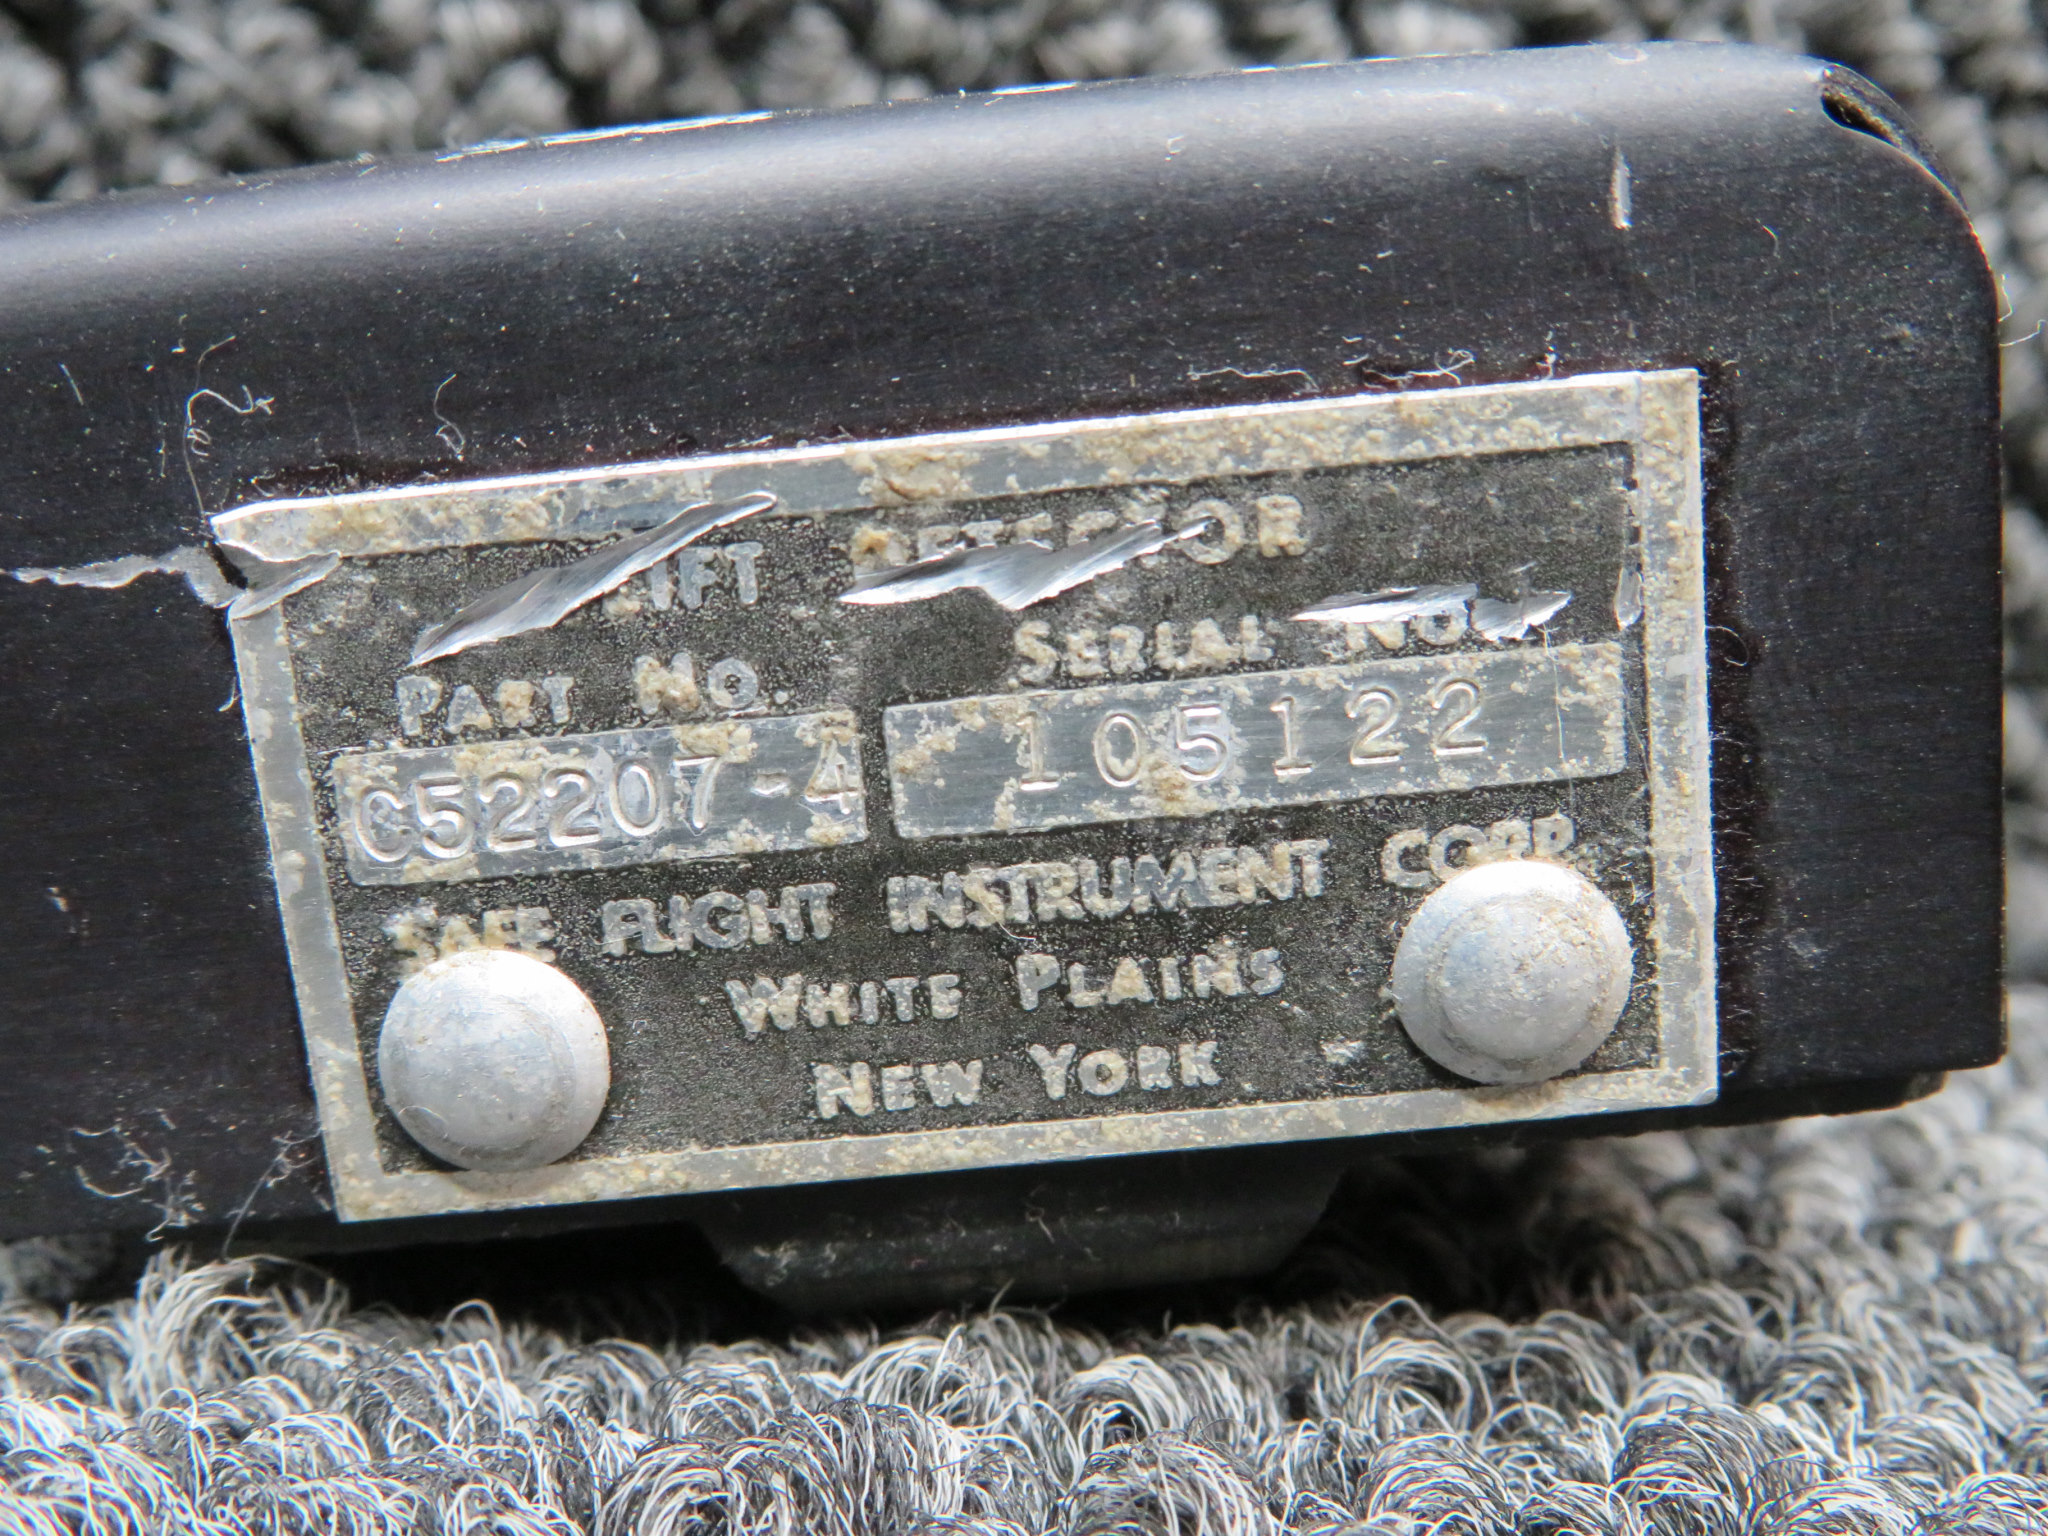 LIFT DETECTOR
PART NO. SERIAL NO.
C52207-4 105122
SAFE FLIGHT INSTRUMENT CORP.
WHITE PLAINS
NEW YORK